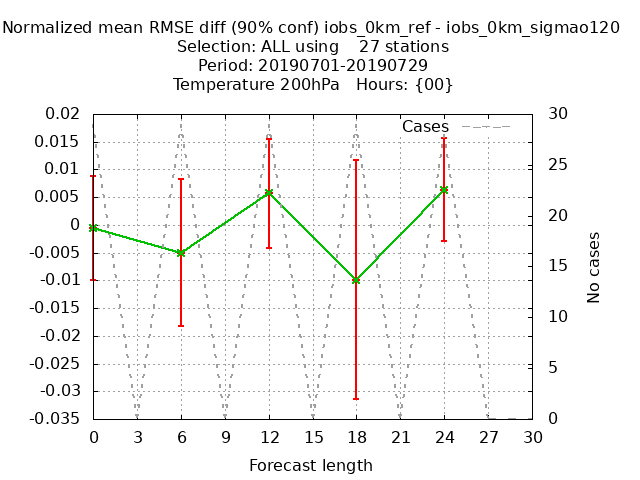 Normalized mean RMSE diff (90% conf) iobs_0km_ref - iobs_0km_sigmao120
Selection: ALL using    27 stations
Period: 20190701-20190729
Temperature 200hPa   Hours: {00}
Cases
0.02
0.015
0.01
0.005
0
-0.005
-0.01
-0.015
-0.02
-0.025
-0.03
-0.035
30
25
20
15
10
5
0
No cases
0 3 6 9 12 15 18 21 24 27 30
Forecast length